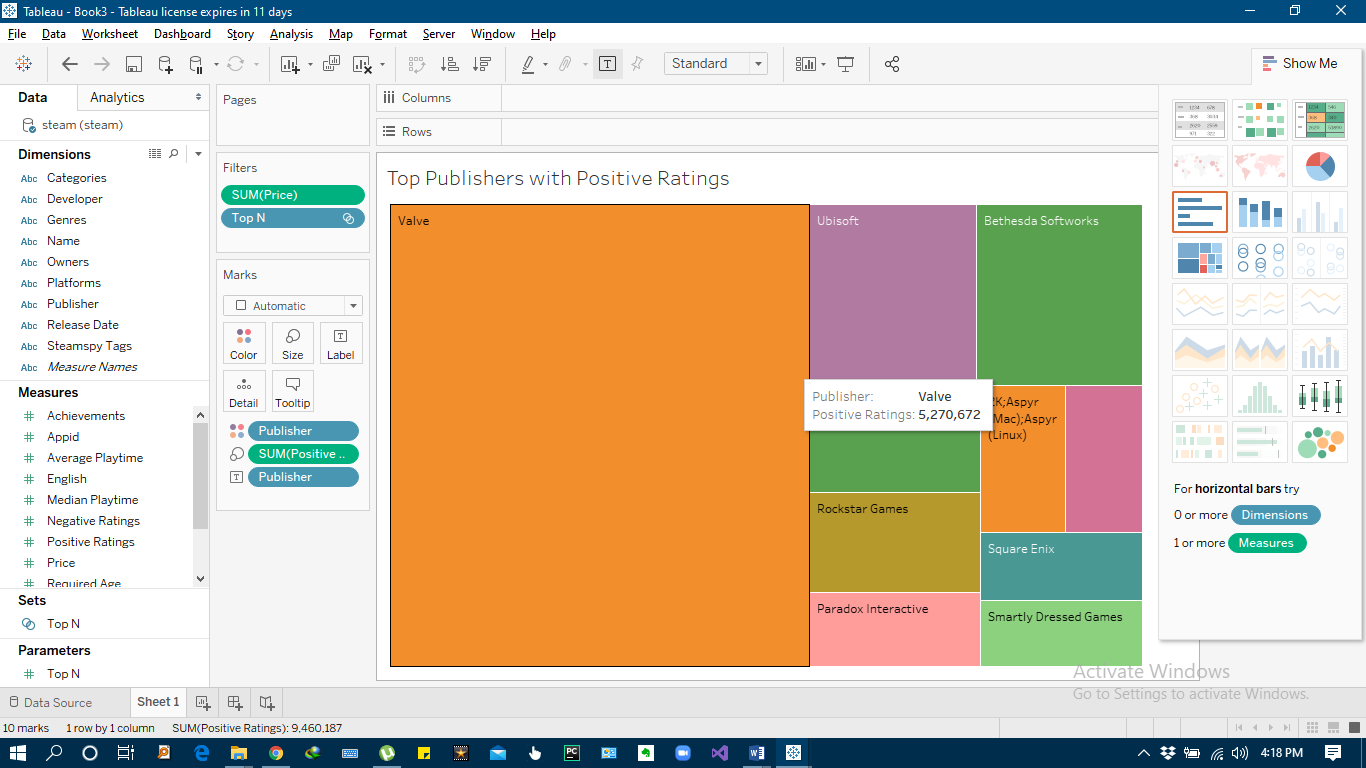 Tableau - Book3 - Tableau license expires in 11 days
File Data Worksheet Dashboard Story Analysis Map Format Server Window Help
Standard
Show Me
Data Analytics
steam (steam)
Dimensions
Abc Categories
Abc Developer
Abc Genres
Abc Name
Abc Owners
Abc Platforms
Abc Publisher
Abc Release Date
Abc Steamspy Tags
Abc Measure Names
Measures
Achievements
Appid
Average Playtime
English
Median Playtime
Negative Ratings
Positive Ratings
Price
Required Age
Sets
Top N
Parameters
Top N
Pages
Filters
SUM(Price)
Top N
Marks
Automatic
Color Size Label
Detail Tooltip
Publisher
SUM(Positive ..
Publisher
Columns
Rows
Top Publishers with Positive Ratings
Valve
Ubisoft
Bethesda Softworks
Publisher: Valve
Positive Ratings: 5,270,672
2K;Aspyr
(Mac);Aspyr
(Linux)
Rockstar Games
Square Enix
Paradox Interactive
Smartly Dressed Games
For horizontal bars try
0 or more Dimensions
1 or more Measures
Activate Windows
Go to Settings to activate Windows.
Data Source Sheet 1
10 marks 1 row by 1 column SUM(Positive Ratings): 9,460,187
4:18 PM